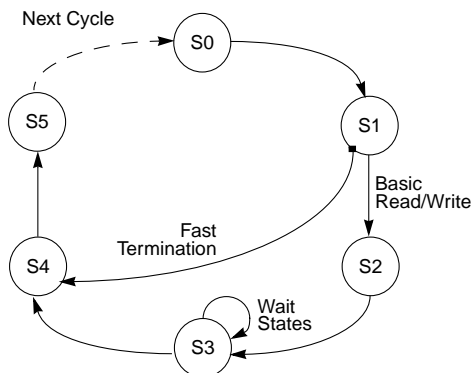 Next Cycle
S0
S5
S1
Basic
Read/Write
Fast
Termination
S4
S2
Wait
States
S3